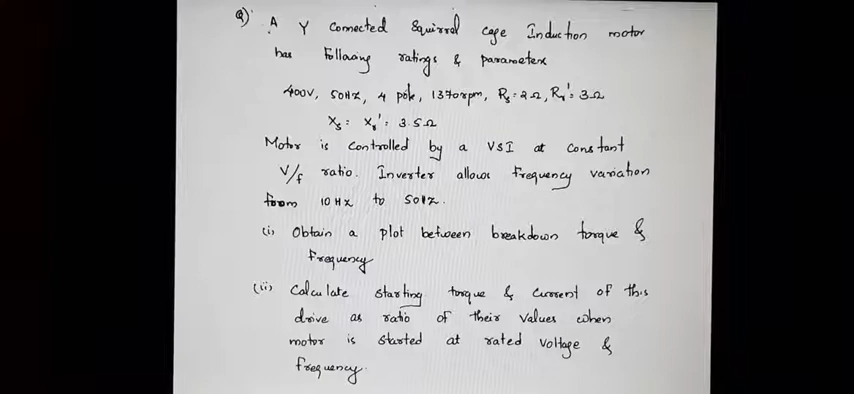 Q) A Y connected Squirrel cage Induction motor
has following ratings & parameters
400V, 50Hz, 4 pole, 1370rpm, Rs = 2Ω, Rr' = 3Ω
Xs = Xr' = 3.5Ω
Motor is controlled by a VSI at constant
V/f ratio. Inverter allows frequency variation
from 10 Hz to 50Hz.
(i) Obtain a plot between breakdown torque &
frequency
(ii) Calculate starting torque & current of this
drive as ratio of their values when
motor is started at rated voltage &
frequency.